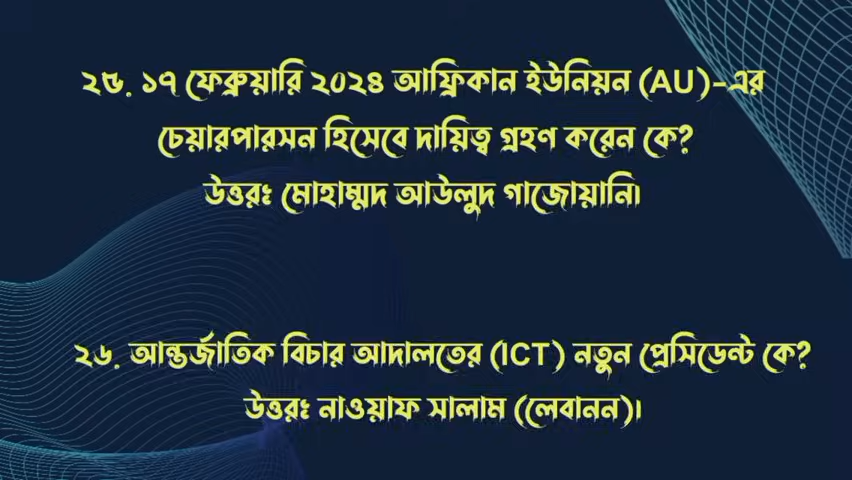 ২৫. ১৭ ফেব্রুয়ারি ২০২৪ আফ্রিকান ইউনিয়ন (AU)-এর
চেয়ারপারসন হিসেবে দায়িত্ব গ্রহণ করেন কে?
উত্তরঃ মোহাম্মদ আউলুদ গাজোয়ানি।
২৬. আন্তর্জাতিক বিচার আদালতের (ICT) নতুন প্রেসিডেন্ট কে?
উত্তরঃ নাওয়াফ সালাম (লেবানন)।